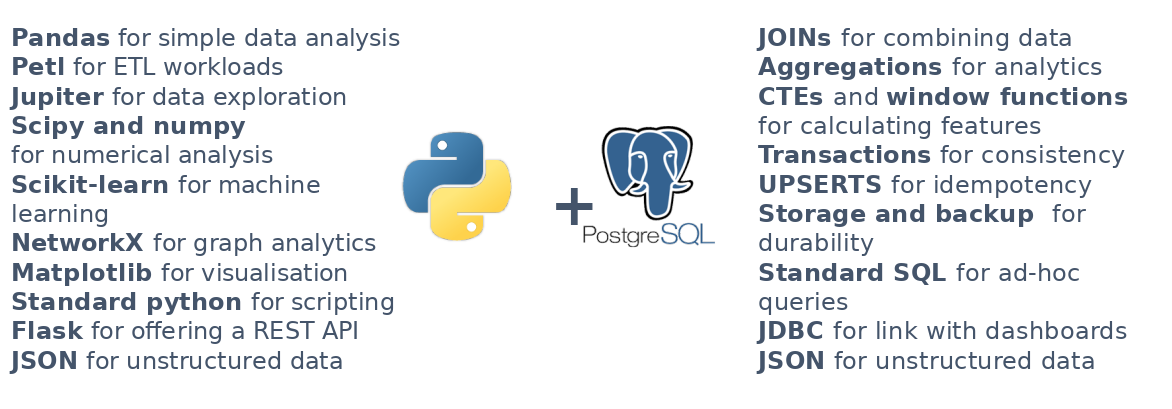 Pandas for simple data analysis
Petl for ETL workloads
Jupiter for data exploration
Scipy and numpy
for numerical analysis
Scikit-learn for machine
learning
NetworkX for graph analytics
Matplotlib for visualisation
Standard python for scripting
Flask for offering a REST API
JSON for unstructured data
+
PostgreSQL
JOINs for combining data
Aggregations for analytics
CTEs and window functions
for calculating features
Transactions for consistency
UPSERTS for idempotency
Storage and backup for
durability
Standard SQL for ad-hoc
queries
JDBC for link with dashboards
JSON for unstructured data